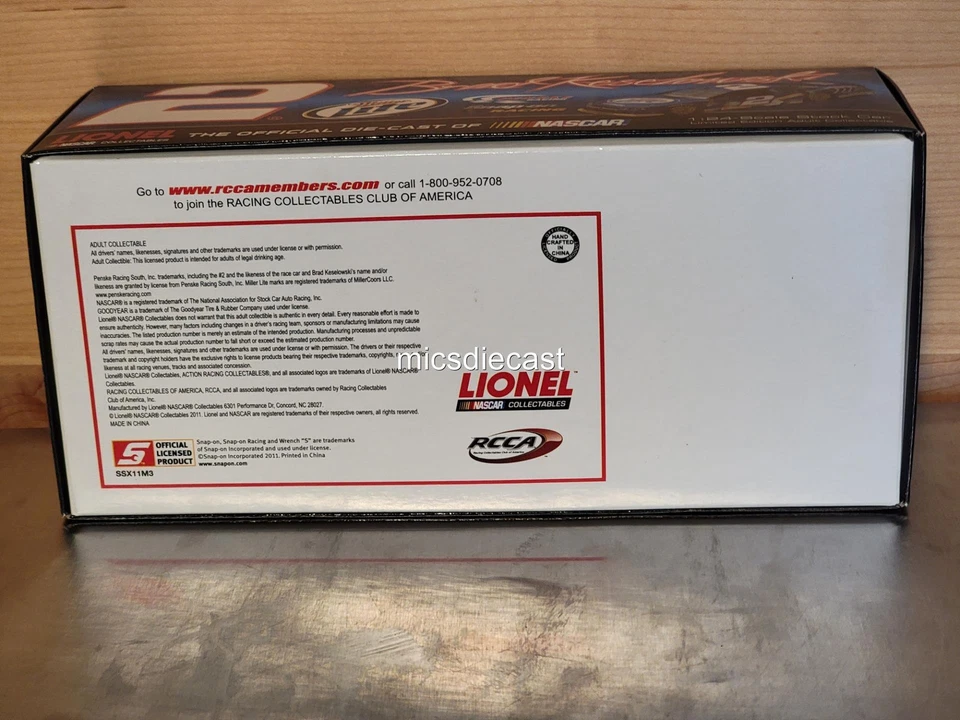 2
Brad Keselowski
Lite
LIONEL
NASCAR COLLECTABLES
THE OFFICIAL DIE-CAST OF NASCAR.
1:24-Scale Stock Car
Go to www.rccamembers.com or call 1-800-952-0708
to join the RACING COLLECTABLES CLUB OF AMERICA
ADULT COLLECTABLE
All drivers' names, likenesses, signatures and other trademarks are used under license or with permission.
Adult Collectible: This licensed product is intended for adults of legal drinking age.
Penske Racing South, Inc. trademarks, including the #2 and the likeness of the race car and Brad Keselowski's name and/or
likeness are granted by license from Penske Racing South, Inc. Miller Lite marks are registered trademarks of MillerCoors LLC.
www.penskeracing.com
NASCAR® is a registered trademark of The National Association for Stock Car Auto Racing, Inc.
GOODYEAR is a trademark of The Goodyear Tire & Rubber Company used under license.
Lionel® NASCAR® Collectables does not warrant that this adult collectible is authentic in every detail. Every reasonable effort is made to
ensure authenticity. However, many factors including changes in a driver's racing team, sponsors or manufacturing limitations may cause
inaccuracies. The listed production number is merely an estimate of the intended production. Manufacturing processes and unpredictable
scrap rates may cause the actual production number to fall short or exceed the estimated production number.
All drivers' names, likenesses, signatures and other trademarks are used under license or with permission. The drivers or their respective
trademark and copyright holders have the exclusive rights to license products bearing their respective trademarks, copyrights,
likeness at all racing venues, tracks and associated concession.
Lionel® NASCAR® Collectables, ACTION RACING COLLECTABLES®, and all associated logos are trademarks of Lionel® NASCAR®
Collectables.
RACING COLLECTABLES OF AMERICA, RCCA, and all associated logos are trademarks owned by Racing Collectables
Club of America, Inc.
Manufactured by Lionel® NASCAR® Collectables 6301 Performance Dr, Concord, NC 28027.
© Lionel® NASCAR® Collectables 2011. Lionel and NASCAR are registered trademarks of their respective owners, all rights reserved.
MADE IN CHINA
HAND
CRAFTED
IN
CHINA
micsdiecast
LIONEL™
NASCAR COLLECTABLES
RCCA
Racing Collectables Club of America
S
OFFICIAL
LICENSED
PRODUCT
Snap-on, Snap-on Racing and Wrench "S" are trademarks
of Snap-on Incorporated and used under license.
©Snap-on Incorporated 2011. Printed in China
www.snapon.com
SSX11M3